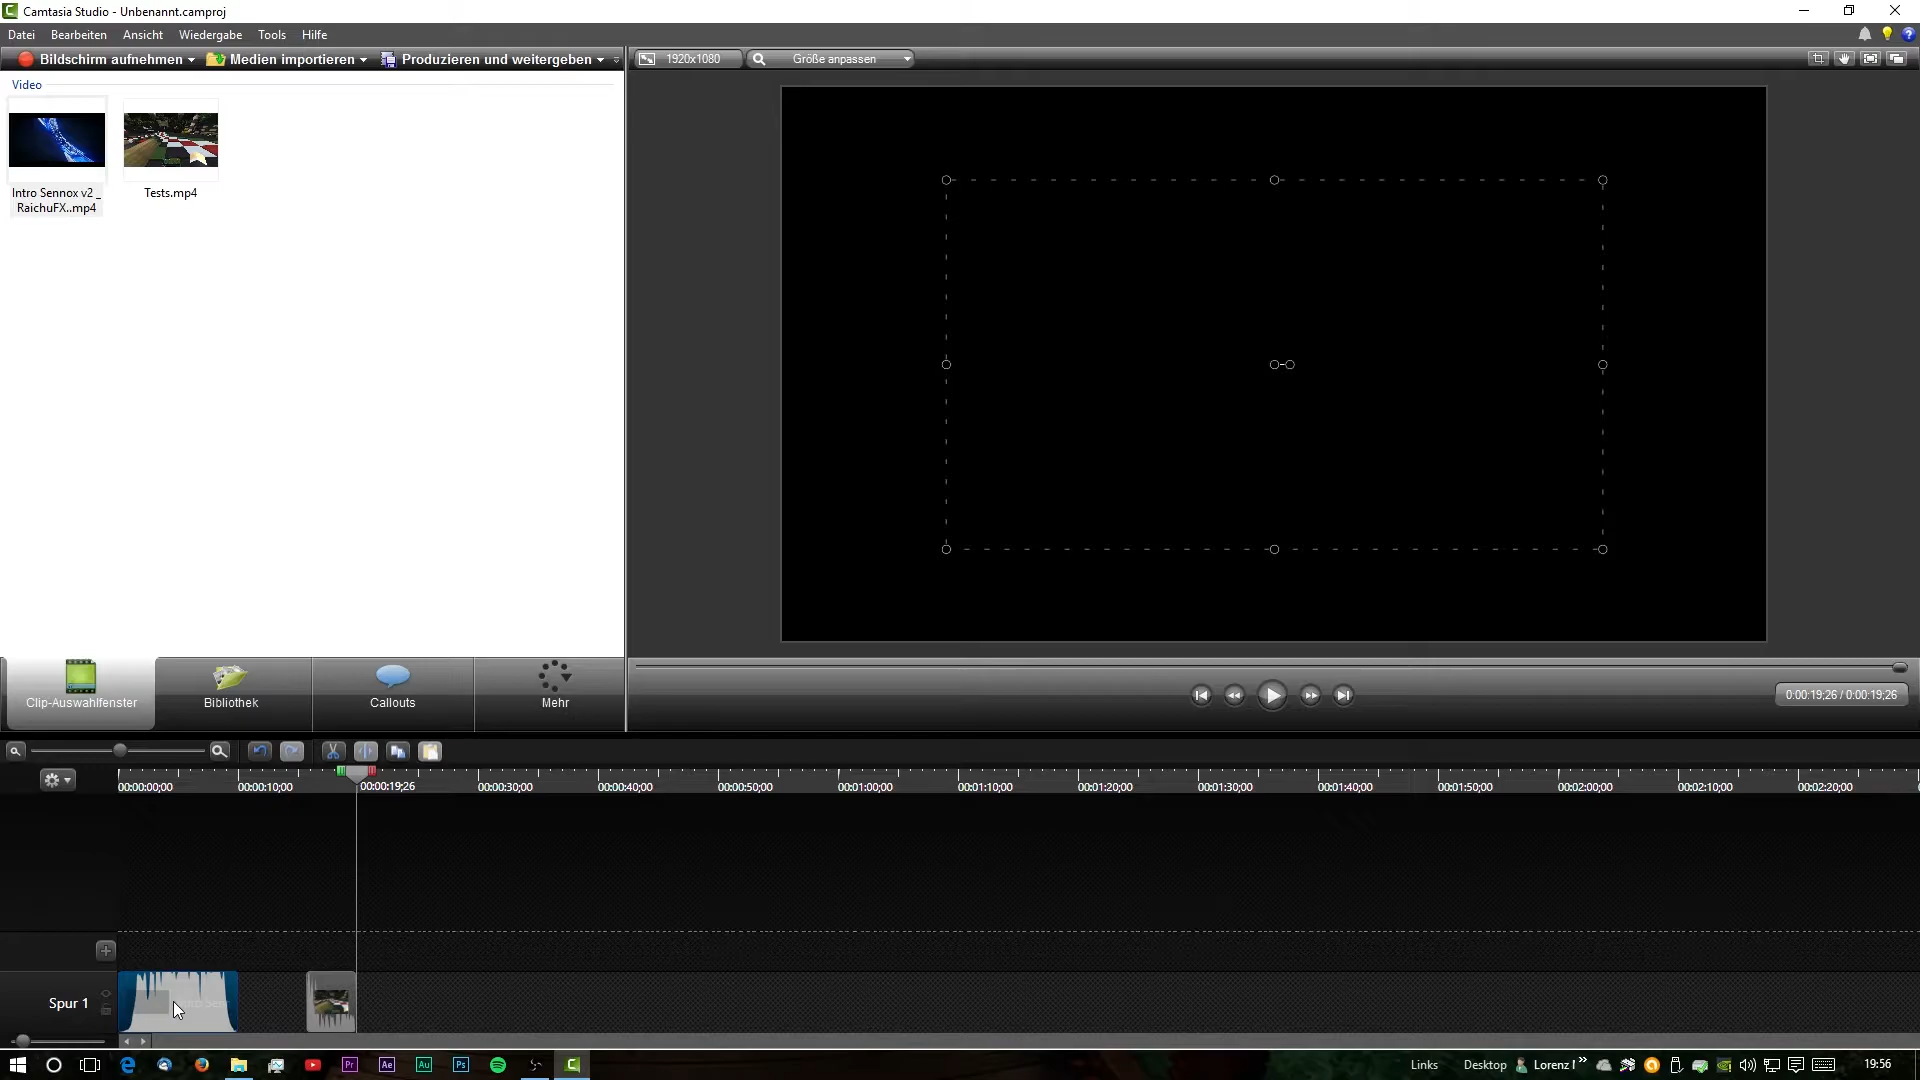 Camtasia Studio - Unbenannt.camproj
Datei Bearbeiten Ansicht Wiedergabe Tools Hilfe
Bildschirm aufnehmen Medien importieren Produzieren und weitergeben 1920x1080 Größe anpassen
Video
Intro Sennox v2 _
RaichuFX..mp4
Tests.mp4
Clip-Auswahlfenster Bibliothek Callouts Mehr
0:00:19;26 / 0:00:19;26
00:00:00;00 00:00:10;00 00:00:19;26 00:00:30;00 00:00:40;00 00:00:50;00 00:01:00;00 00:01:10;00 00:01:20;00 00:01:30;00 00:01:40;00 00:01:50;00 00:02:00;00 00:02:10;00 00:02:20;00
Spur 1
Pr Ae Au Ps Links Desktop Lorenz 19:56